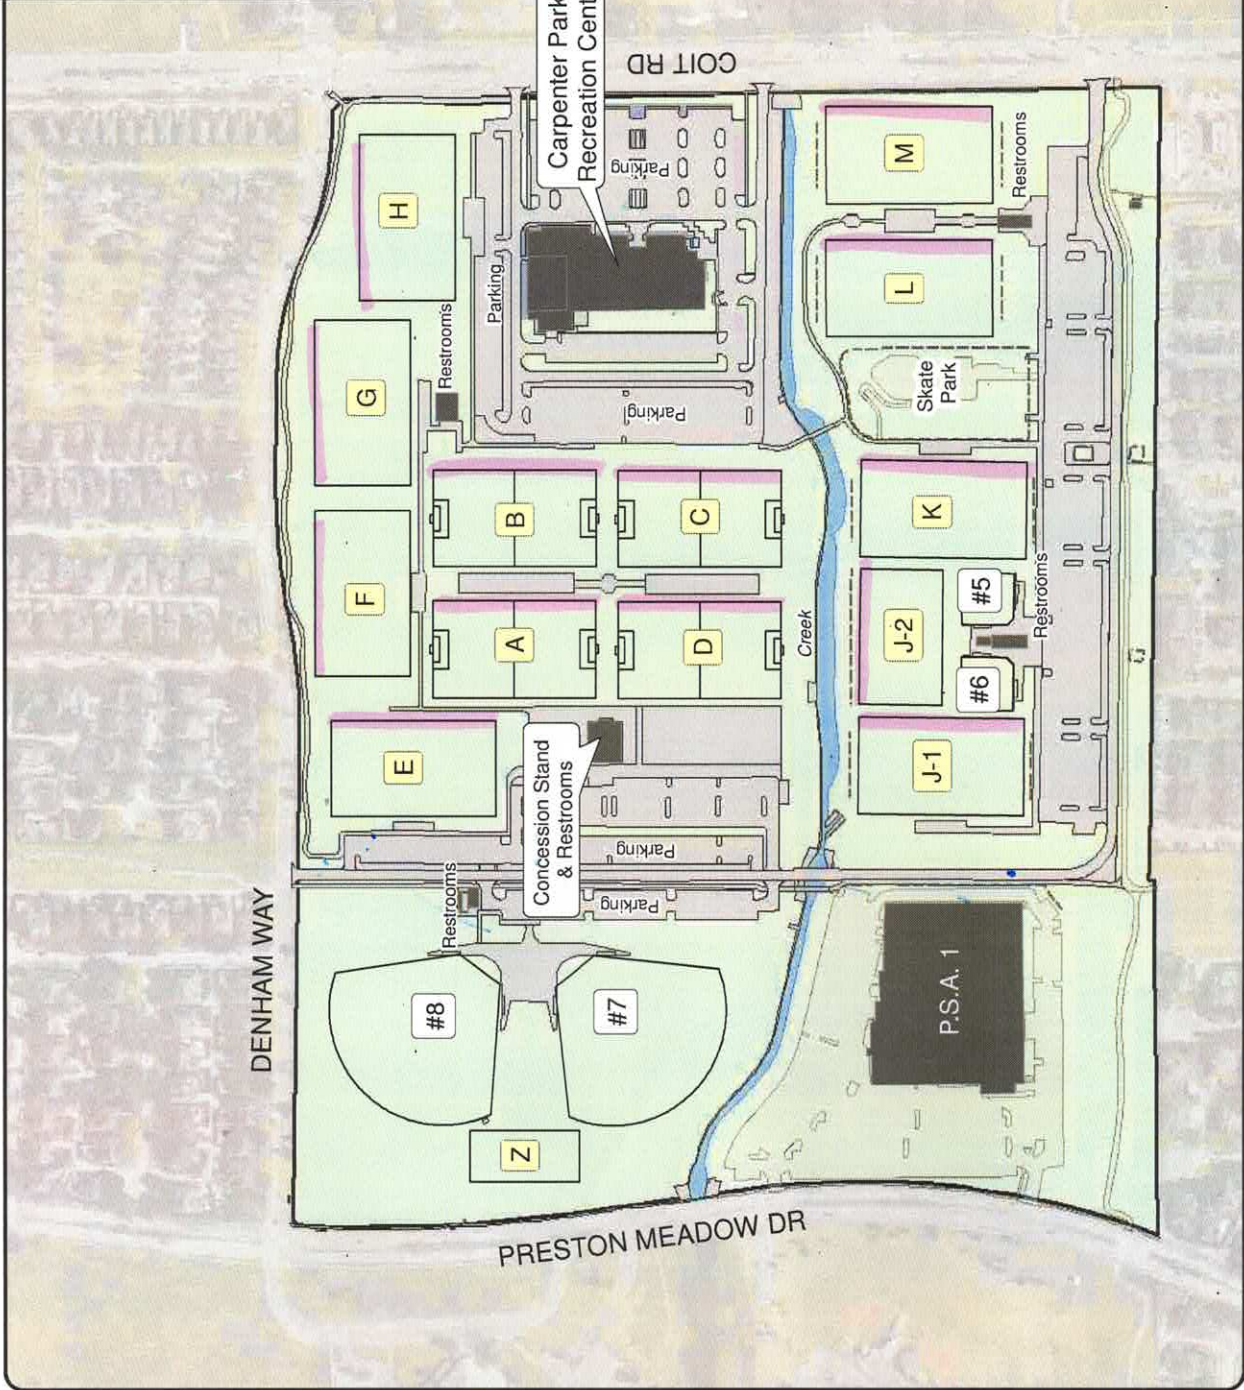 COIT RD
Carpenter Park
Recreation Cent
H
Parking
Parking
M
Restrooms
L
G
Restrooms
Parking
Skate
Park
F
B
C
K
A
D
Creek
J-2
#5
Restrooms
#6
E
Concession Stand
& Restrooms
J-1
Parking
Parking
Restrooms
DENHAM WAY
#8
#7
P.S.A. 1
Z
PRESTON MEADOW DR